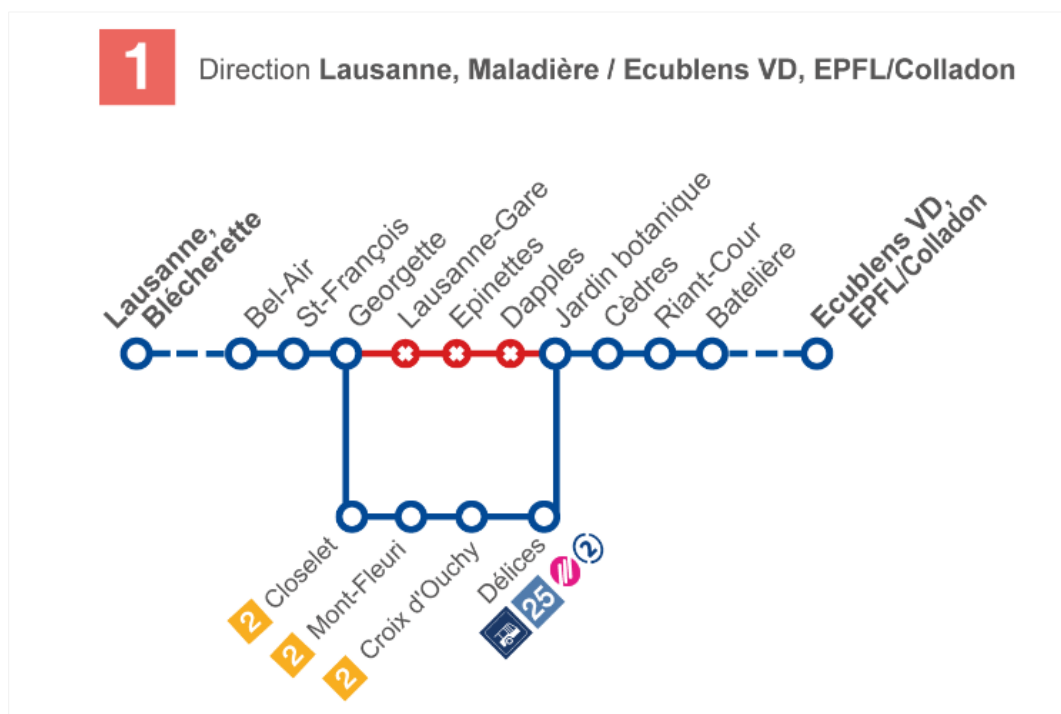 1
Direction Lausanne, Maladière / Ecublens VD, EPFL/Colladon
Lausanne,
Blécherette
Bel-Air
St-François
Georgette
Lausanne-Gare
Epinettes
Dapples
Jardin botanique
Cèdres
Riant-Cour
Batelière
Ecublens VD,
EPFL/Colladon
2 Closelet
2 Mont-Fleuri
2 Croix d'Ouchy
Délices
25
2